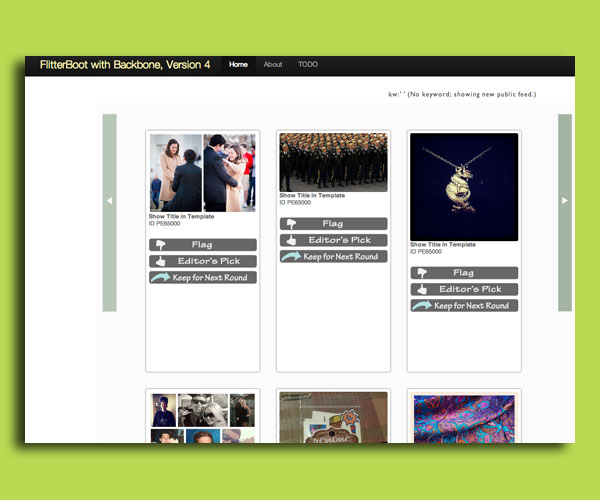 FlitterBoot with Backbone, Version 4 Home About TODO
kw:' ' (No keyword; showing new public feed.)
Show Title in Template
ID PE65000
Flag
Editor's Pick
Keep for Next Round
Show Title in Template
ID PE65000
Flag
Editor's Pick
Keep for Next Round
Show Title in Template
ID PE65000
Flag
Editor's Pick
Keep for Next Round